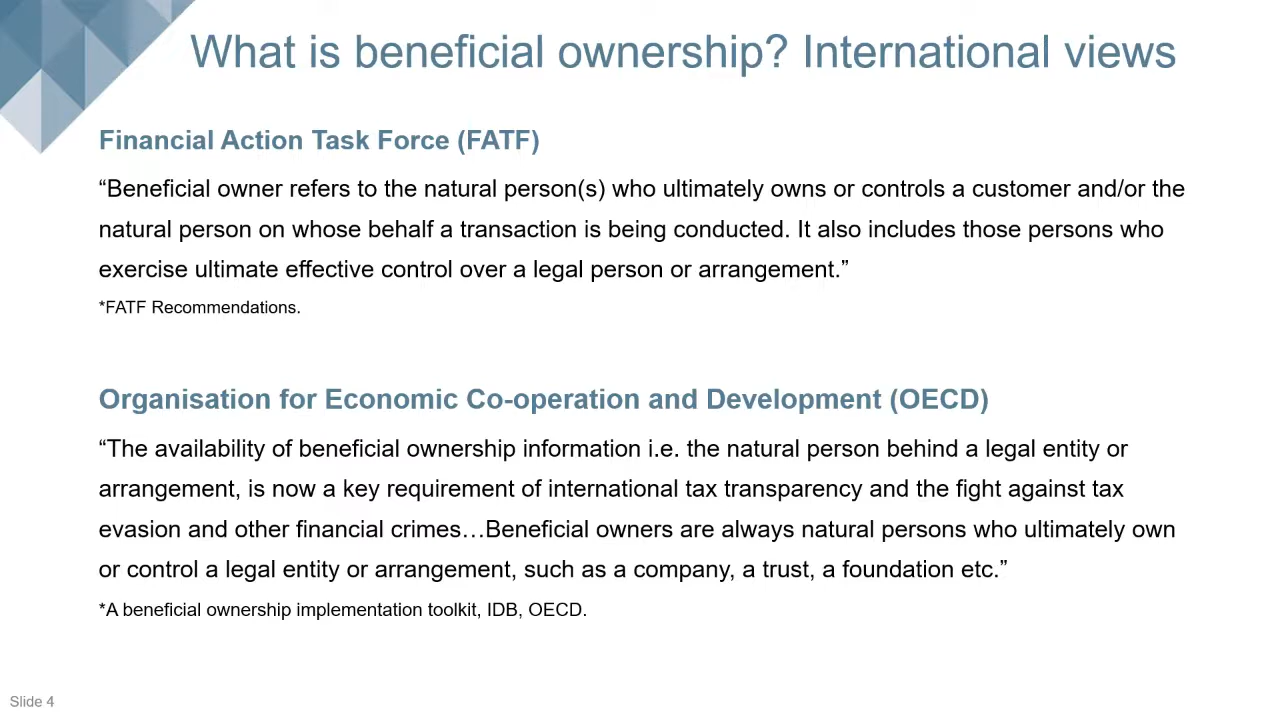 What is beneficial ownership? International views
Financial Action Task Force (FATF)
“Beneficial owner refers to the natural person(s) who ultimately owns or controls a customer and/or the
natural person on whose behalf a transaction is being conducted. It also includes those persons who
exercise ultimate effective control over a legal person or arrangement.”
*FATF Recommendations.
Organisation for Economic Co-operation and Development (OECD)
“The availability of beneficial ownership information i.e. the natural person behind a legal entity or
arrangement, is now a key requirement of international tax transparency and the fight against tax
evasion and other financial crimes…Beneficial owners are always natural persons who ultimately own
or control a legal entity or arrangement, such as a company, a trust, a foundation etc.”
*A beneficial ownership implementation toolkit, IDB, OECD.
Slide 4